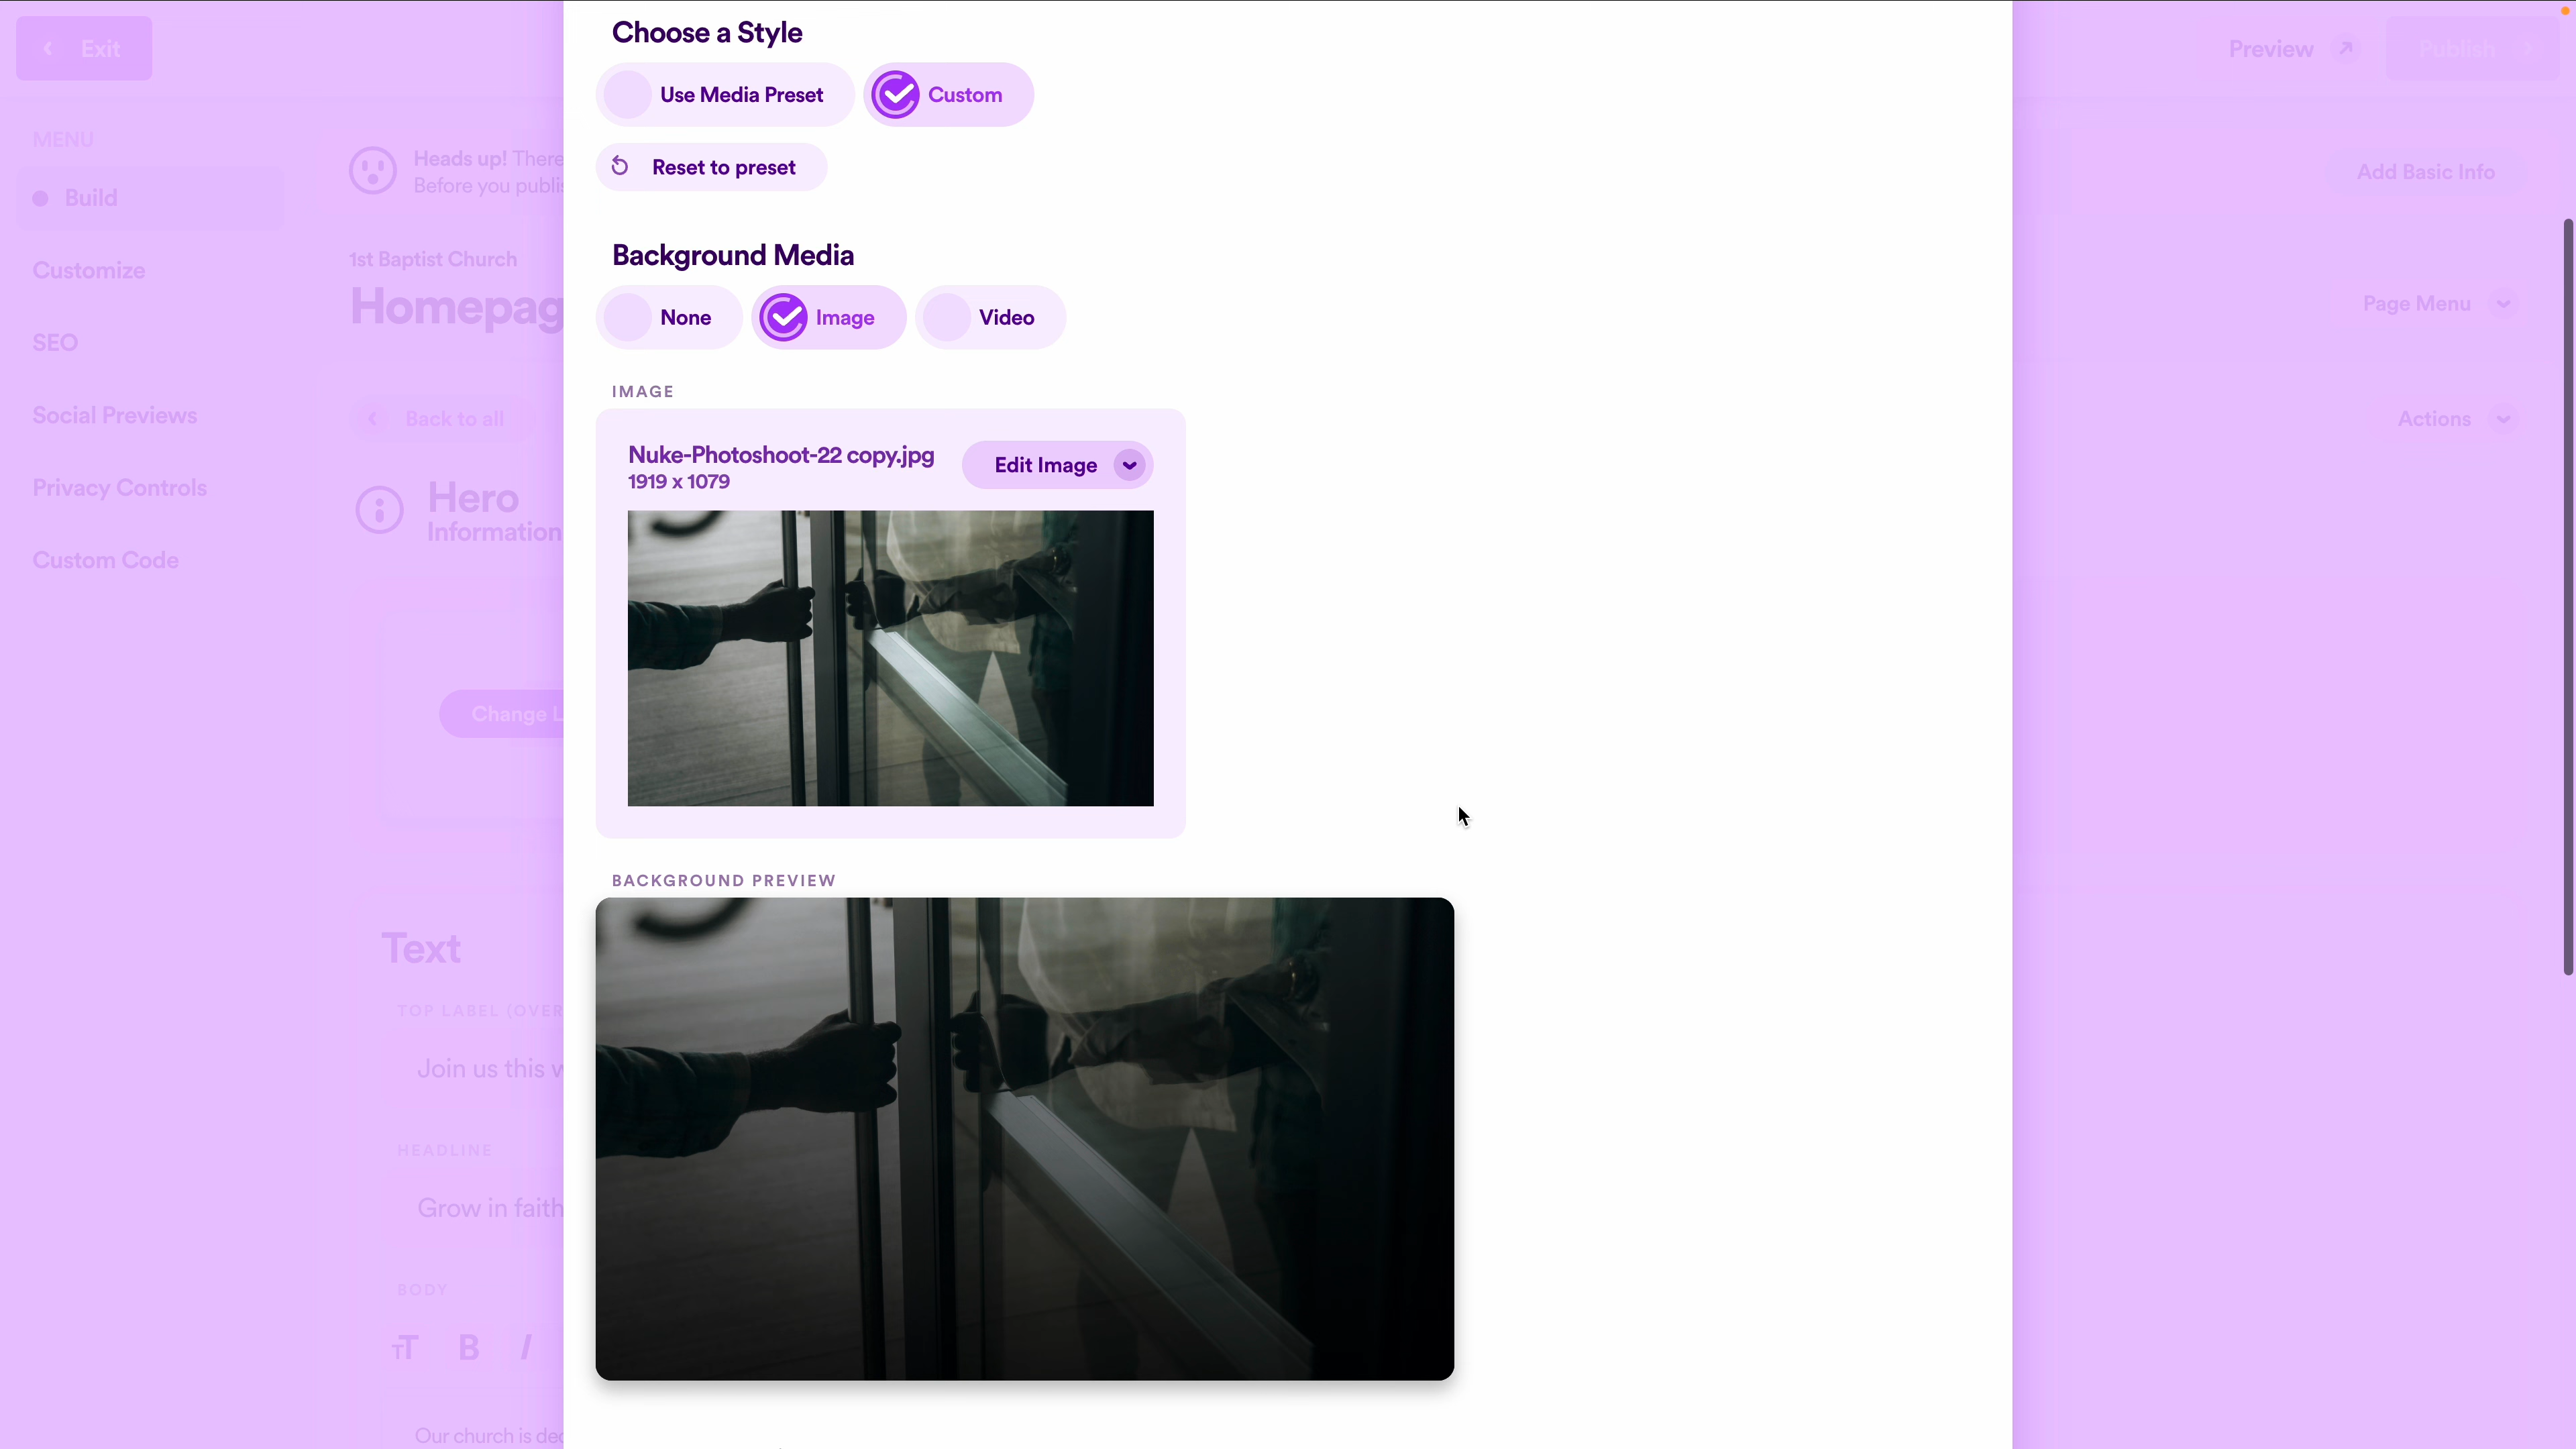 Exit
Preview
Publish
MENU
Build
Customize
SEO
Social Previews
Privacy Controls
Custom Code
Heads up! There
Before you publis
Add Basic Info
1st Baptist Church
Homepag
Page Menu
Back to all
Actions
Hero
Information
Change L
Text
TOP LABEL (OVER
Join us this w
HEADLINE
Grow in faith
BODY
TT B I
Our church is dec
Choose a Style
Use Media Preset
Custom
Reset to preset
Background Media
None
Image
Video
IMAGE
Nuke-Photoshoot-22 copy.jpg
1919 x 1079
Edit Image
BACKGROUND PREVIEW